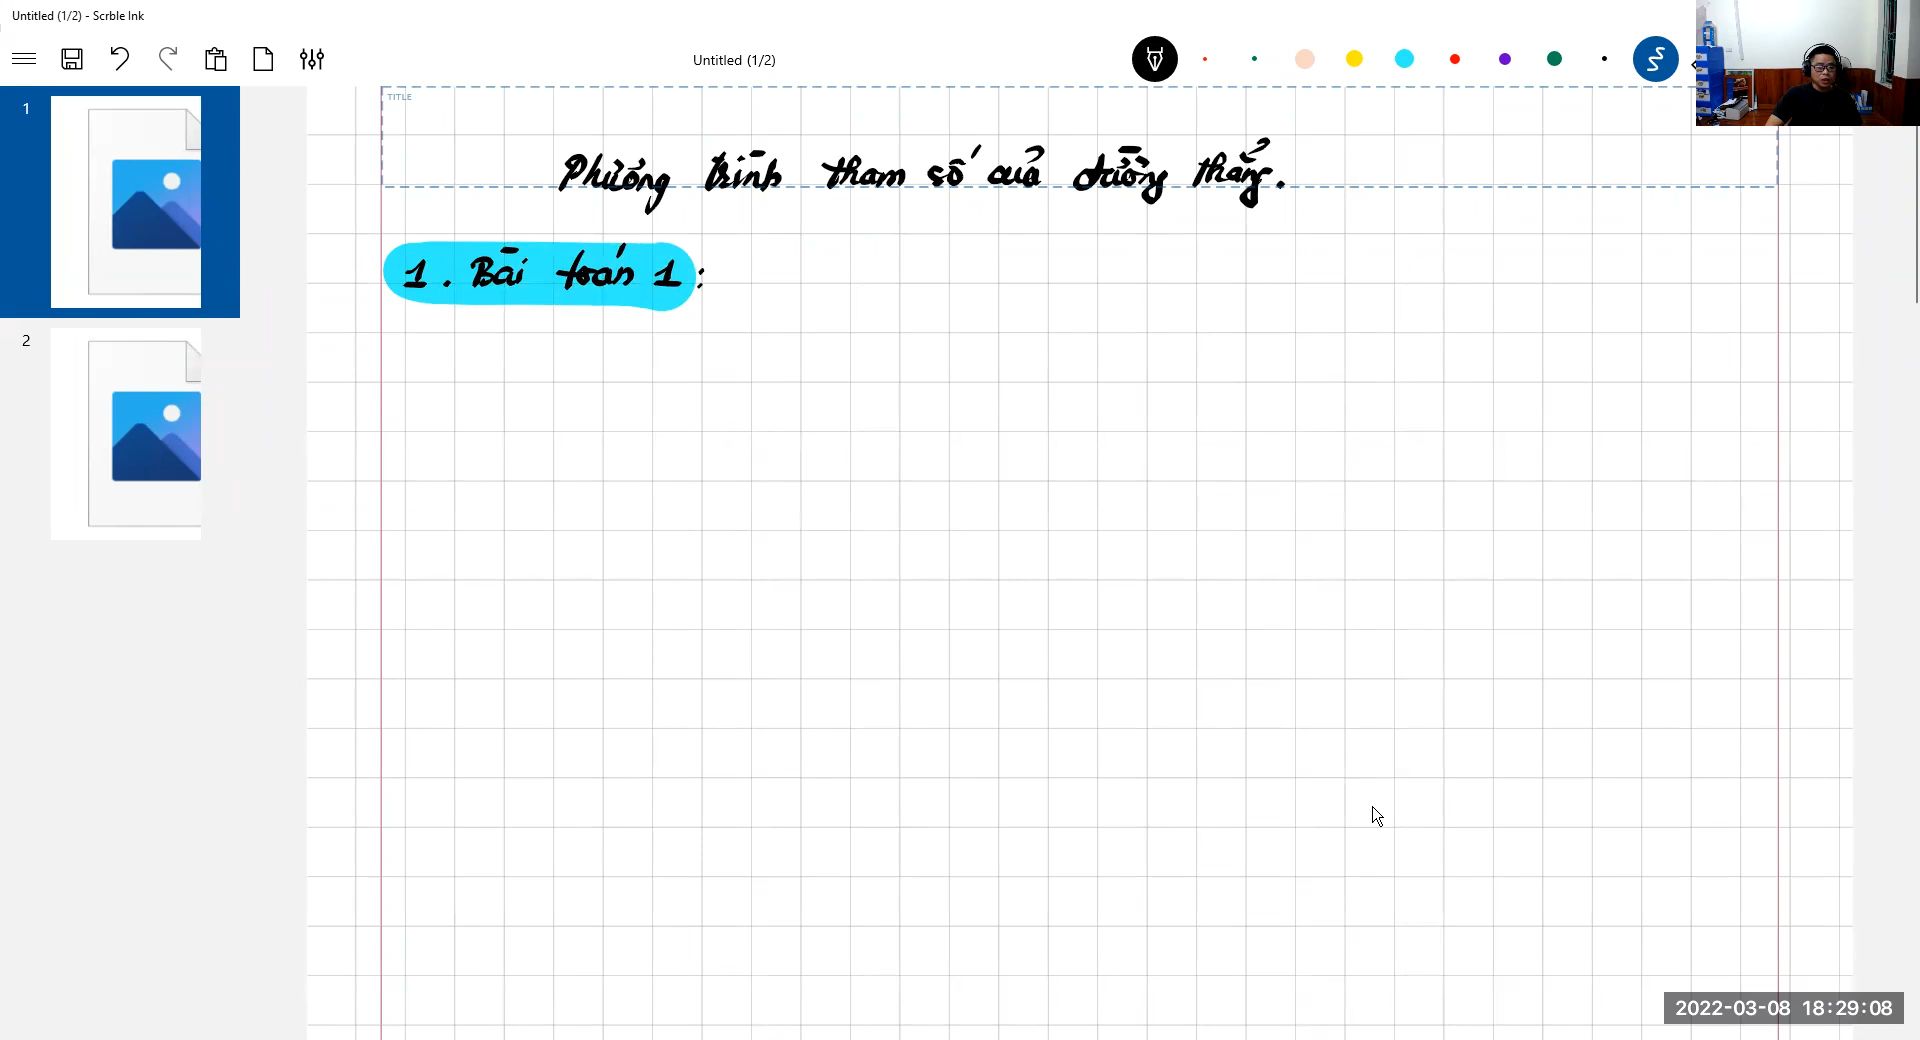 Untitled (1/2) - Scrble Ink
Untitled (1/2)
1
TITLE
Phương trình tham số của đường thẳng.
1. Bài toán 1:
2
2022-03-08 18:29:08